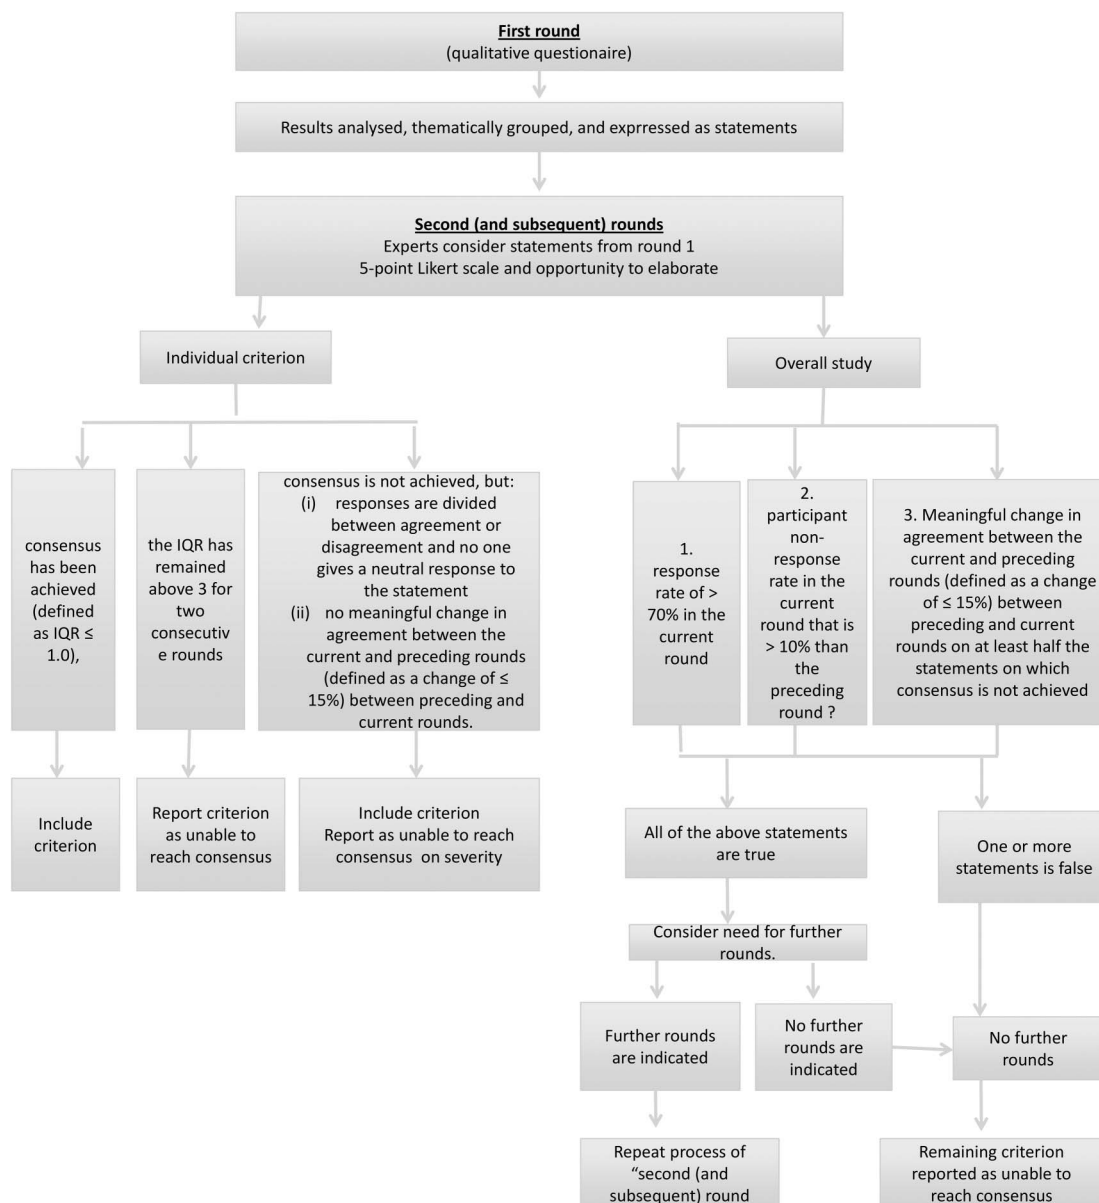 First round
(qualitative questionaire)
Results analysed, thematically grouped, and exprressed as statements
Second (and subsequent) rounds
Experts consider statements from round 1
5-point Likert scale and opportunity to elaborate
Individual criterion
Overall study
consensus
has been
achieved
(defined
as IQR ≤
1.0),
the IQR has
remained
above 3 for
two
consecutiv
e rounds
consensus is not achieved, but:
(i) responses are divided
between agreement or
disagreement and no one
gives a neutral response to
the statement
(ii) no meaningful change in
agreement between the
current and preceding rounds
(defined as a change of ≤
15%) between preceding and
current rounds.
1.
response
rate of >
70% in the
current
round
2.
participant
non-
response
rate in the
current
round that is
> 10% than
the
preceding
round ?
3. Meaningful change in
agreement between the
current and preceding
rounds (defined as a change
of ≤ 15%) between
preceding and current
rounds on at least half the
statements on which
consensus is not achieved
Include
criterion
Report criterion
as unable to
reach consensus
Include criterion
Report as unable to reach
consensus on severity
All of the above statements
are true
One or more
statements is false
Consider need for further
rounds.
Further rounds
are indicated
No further
rounds are
indicated
No further
rounds
Repeat process of
“second (and
subsequent) round
Remaining criterion
reported as unable to
reach consensus